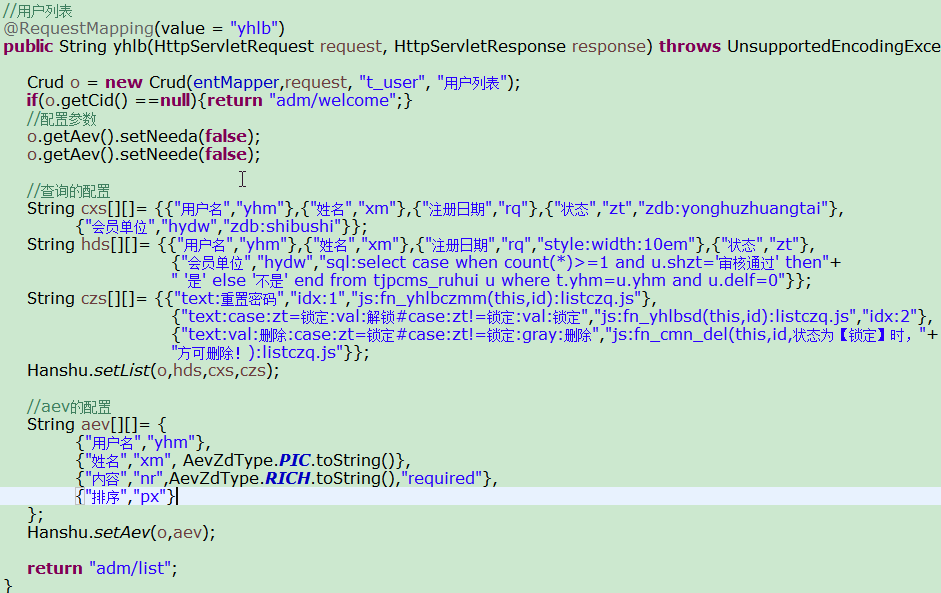 //用户列表
@RequestMapping(value = "yhlb")
public String yhlb(HttpServletRequest request, HttpServletResponse response) throws UnsupportedEncodingExce
Crud o = new Crud(entMapper,request, "t_user", "用户列表");
if(o.getCid() ==null){return "adm/welcome";}
//配置参数
o.getAev().setNeeda(false);
o.getAev().setNeede(false);
//查询的配置
String cxs[][]= {{"用户名","yhm"},{"姓名","xm"},{"注册日期","rq"},{"状态","zt","zdb:yonghuzhuangtai"},
{"会员单位","hydw","zdb:shibushi"}};
String hds[][]= {{"用户名","yhm"},{"姓名","xm"},{"注册日期","rq","style:width:10em"},{"状态","zt"},
{"会员单位","hydw","sql:select case when count(*)>=1 and u.shzt='审核通过' then"+
" '是' else '不是' end from tjpcms_ruhui u where t.yhm=u.yhm and u.delf=0"}};
String czs[][]= {{"text:重置密码","idx:1","js:fn_yhlbczmm(this,id):listczq.js"},
{"text:case:zt=锁定:val:解锁#case:zt!=锁定:val:锁定","js:fn_yhlbsd(this,id):listczq.js","idx:2"},
{"text:val:删除:case:zt=锁定#case:zt!=锁定:gray:删除","js:fn_cmn_del(this,id,状态为【锁定】时，"+
"方可删除！):listczq.js"}};
Hanshu.setList(o,hds,cxs,czs);
//aev的配置
String aev[][]= {
{"用户名","yhm"},
{"姓名","xm", AevZdType.PIC.toString()},
{"内容","nr",AevZdType.RICH.toString(),"required"},
{"排序","px"}
};
Hanshu.setAev(o,aev);
return "adm/list";
}